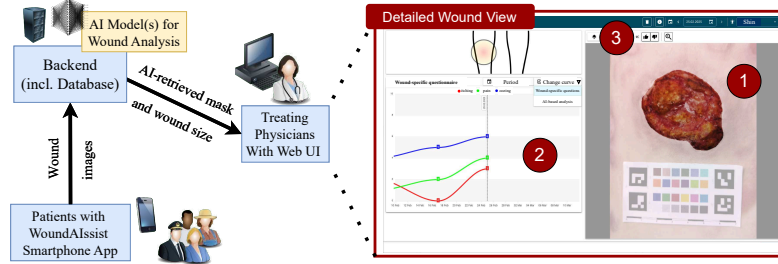 AI Model(s) for
Wound Analysis
Backend
(incl. Database)
AI-retrieved mask
and wound size
Treating
Physicians
With Web UI
Wound
images
Patients with
WoundAIssist
Smartphone App
Detailed Wound View
Shin
3
1
Wound-specific questionnaire
Period
Change curve
Wound-specific questions
AI-based analysis
itching
pain
oozing
2